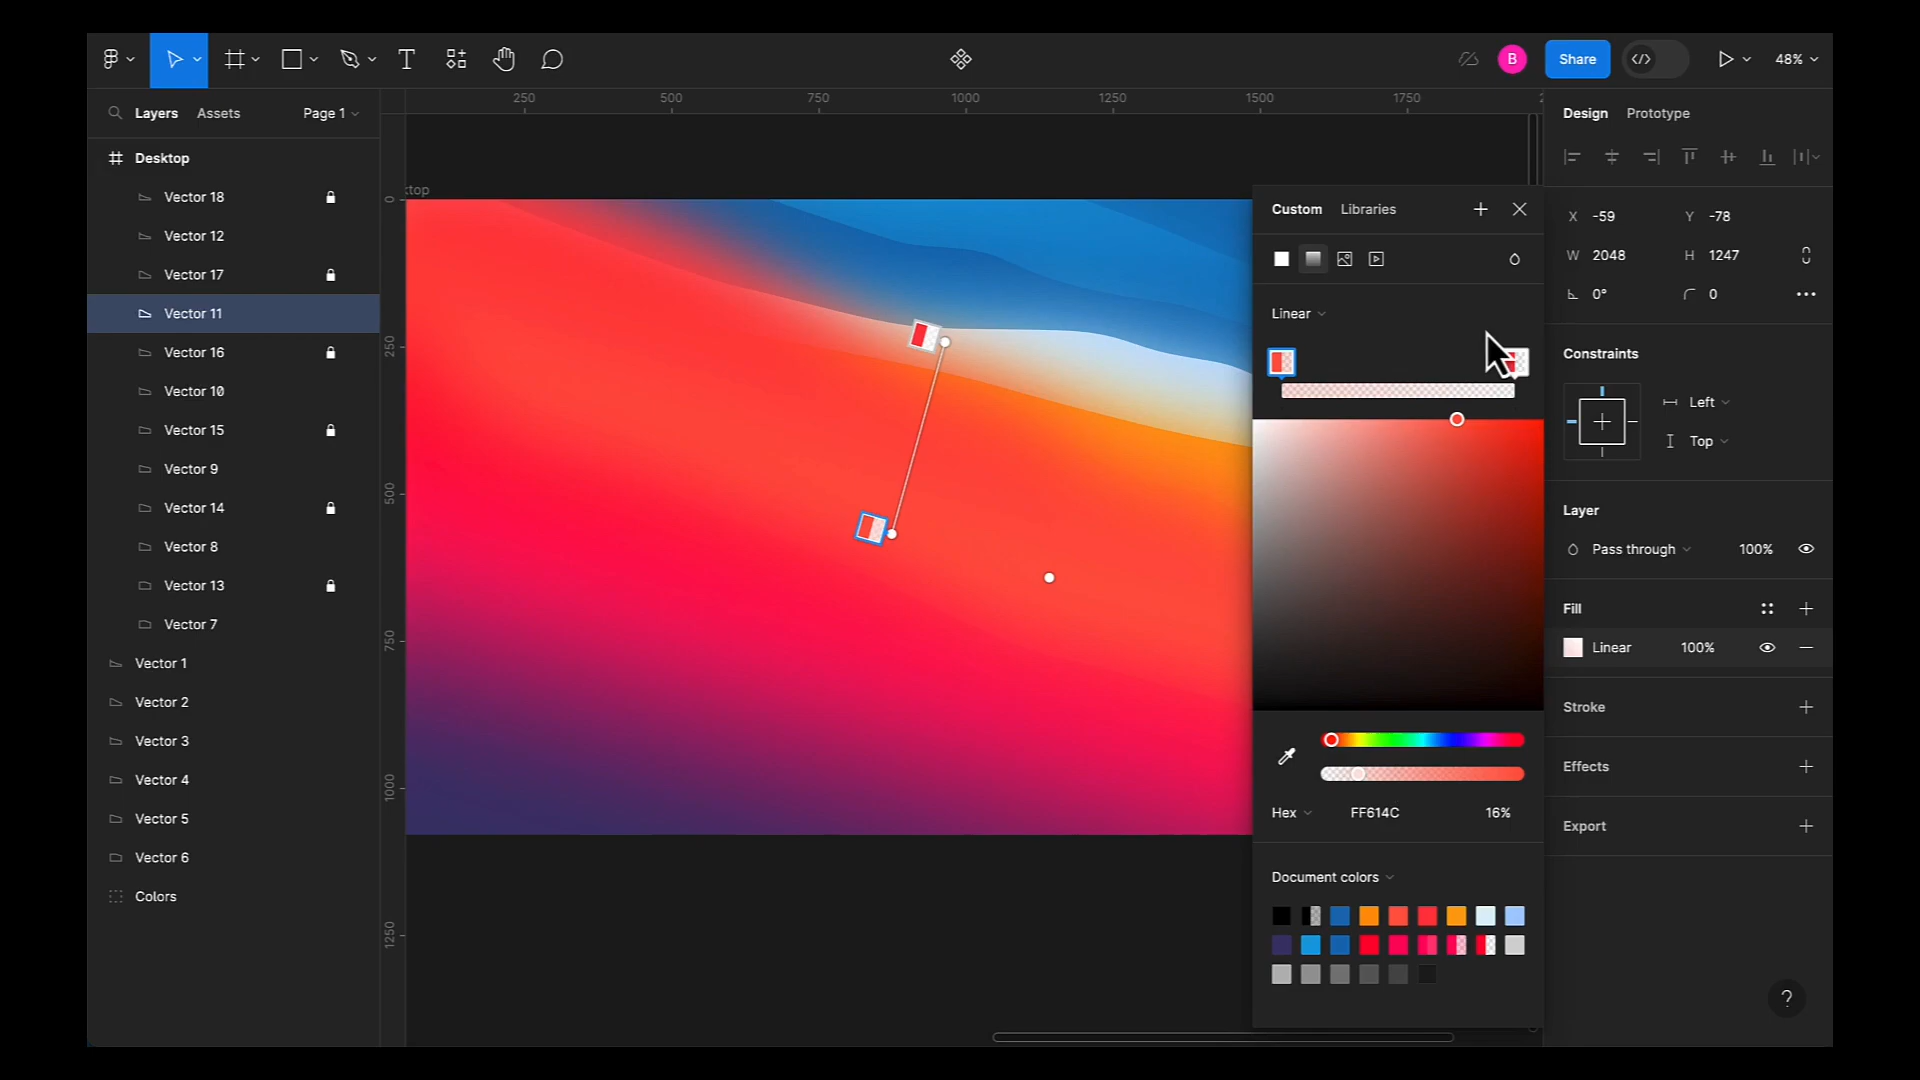 B
Share
48%
Layers
Assets
Page 1
250
500
750
1000
1250
1500
1750
2
Design
Prototype
Desktop
Vector 18
Vector 12
Vector 17
Vector 11
Vector 16
Vector 10
Vector 15
Vector 9
Vector 14
Vector 8
Vector 13
Vector 7
Vector 1
Vector 2
Vector 3
Vector 4
Vector 5
Vector 6
Colors
top
0
250
500
750
1000
1250
Custom
Libraries
Linear
Hex
FF614C
16%
Document colors
X -59
Y -78
W 2048
H 1247
0°
0
Constraints
Left
Top
Layer
Pass through
100%
Fill
Linear
100%
Stroke
Effects
Export
?